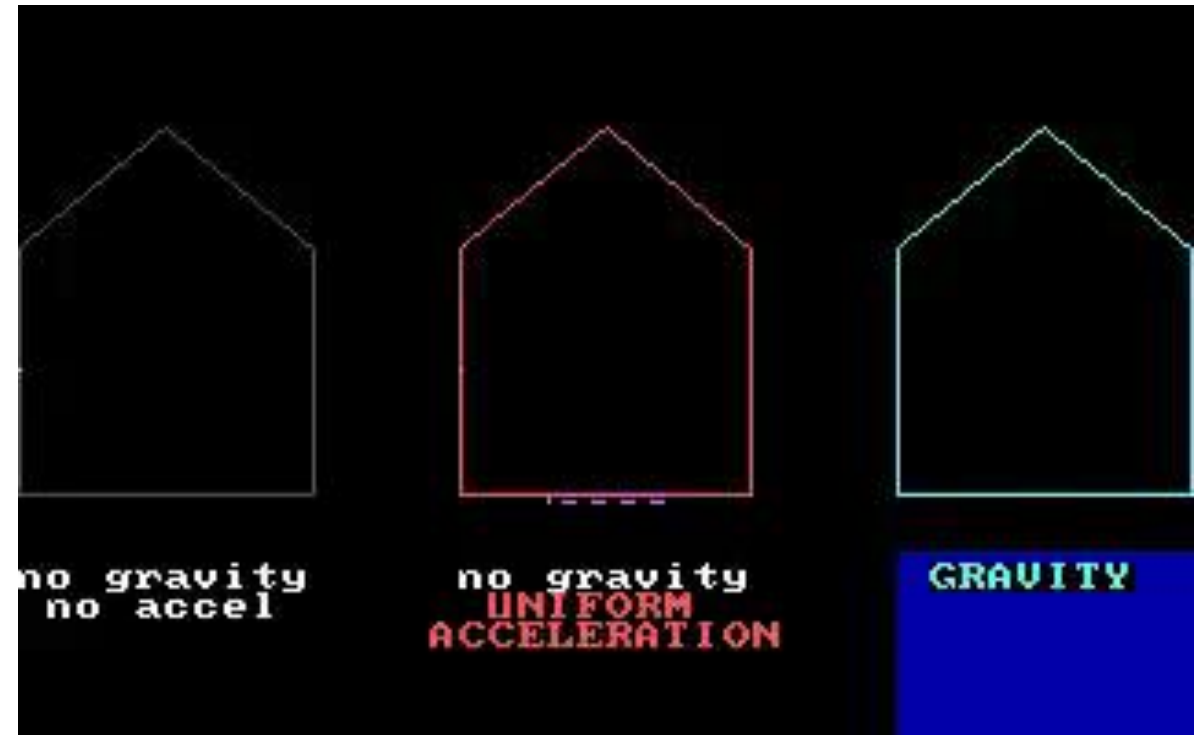 no gravity
no accel
no gravity
UNIFORM
ACCELERATION
GRAVITY